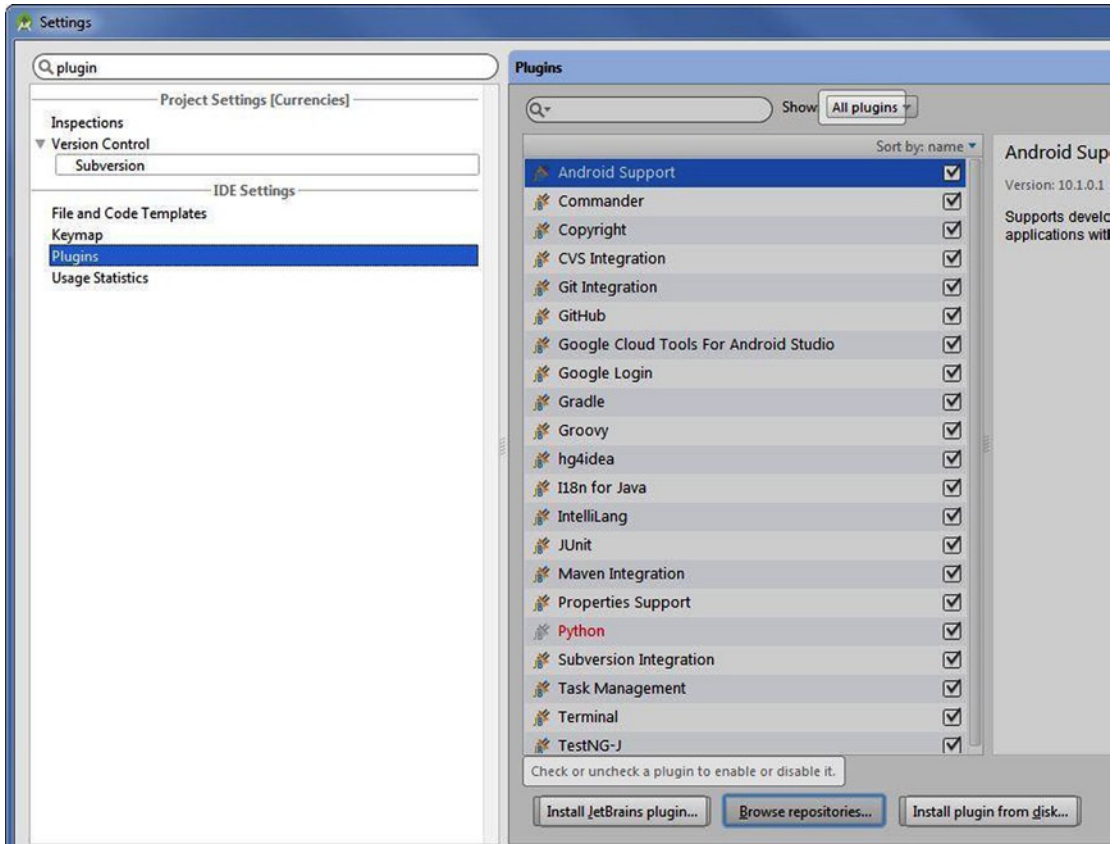 Settings
plugin
Project Settings [Currencies]
Inspections
Version Control
Subversion
IDE Settings
File and Code Templates
Keymap
Plugins
Usage Statistics
Plugins
Show: All plugins
Sort by: name
Android Support
Commander
Copyright
CVS Integration
Git Integration
GitHub
Google Cloud Tools For Android Studio
Google Login
Gradle
Groovy
hg4idea
I18n for Java
IntelliLang
JUnit
Maven Integration
Properties Support
Python
Subversion Integration
Task Management
Terminal
TestNG-J
Check or uncheck a plugin to enable or disable it.
Install JetBrains plugin...
Browse repositories...
Install plugin from disk...
Android Sup
Version: 10.1.0.1
Supports develo
applications with